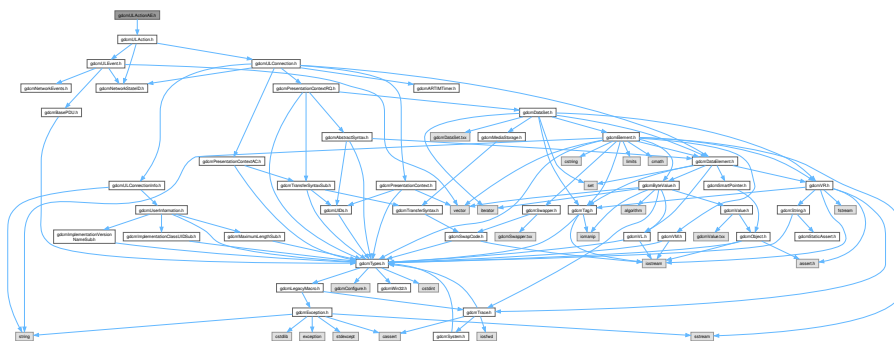 gdcmULActionAE.h
gdcmULAction.h
gdcmULEvent.h
gdcmULConnection.h
gdcmNetworkEvents.h
gdcmNetworkStateID.h
gdcmPresentationContextRQ.h
gdcmARTIMTimer.h
gdcmBasePDU.h
gdcmDataSet.h
gdcmAbstractSyntax.h
gdcmDataSet.txx
gdcmMediaStorage.h
gdcmElement.h
gdcmPresentationContextAC.h
cstring
limits
cmath
gdcmDataElement.h
gdcmULConnectionInfo.h
gdcmTransferSyntaxSub.h
gdcmPresentationContext.h
set
gdcmByteValue.h
gdcmSmartPointer.h
gdcmVR.h
gdcmUserInformation.h
gdcmUIDs.h
gdcmTransferSyntax.h
vector
iterator
gdcmSwapper.h
gdcmTag.h
algorithm
gdcmValue.h
gdcmString.h
fstream
gdcmImplementationVersion
NameSub.h
gdcmImplementationClassUIDSub.h
gdcmMaximumLengthSub.h
gdcmSwapCode.h
gdcmSwapper.txx
iomanip
gdcmVL.h
gdcmVM.h
gdcmValue.txx
gdcmObject.h
gdcmStaticAssert.h
gdcmTypes.h
iostream
assert.h
gdcmLegacyMacro.h
gdcmConfigure.h
gdcmWin32.h
cstdint
gdcmException.h
gdcmTrace.h
string
cstdlib
exception
stdexcept
cassert
gdcmSystem.h
iosfwd
sstream